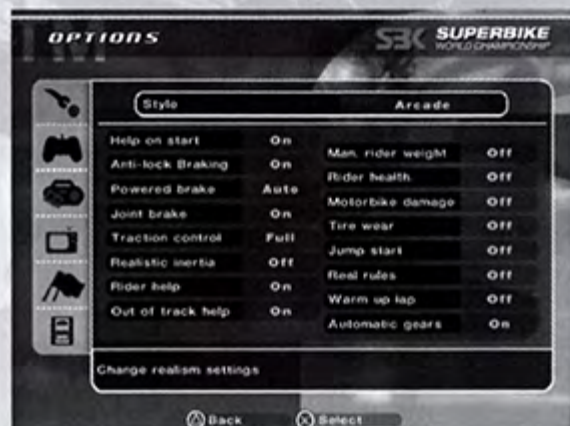 TM
OPTIONS
SBK SUPERBIKE
WORLD CHAMPIONSHIP
Style Arcade
Help on start On
Anti-lock Braking On
Powered brake Auto
Joint brake On
Traction control Full
Realistic inertia Off
Rider help On
Out of track help On
Man. rider weight Off
Rider health Off
Motorbike damage Off
Tire wear Off
Jump start Off
Real rules Off
Warm up lap Off
Automatic gears On
Change realism settings
Back Select